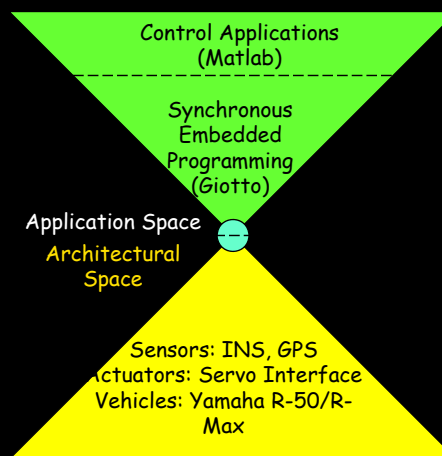 Control Applications
(Matlab)
Synchronous
Embedded
Programming
(Giotto)
Application Space
Architectural
Space
Sensors: INS, GPS
Actuators: Servo Interface
Vehicles: Yamaha R-50/R-
Max